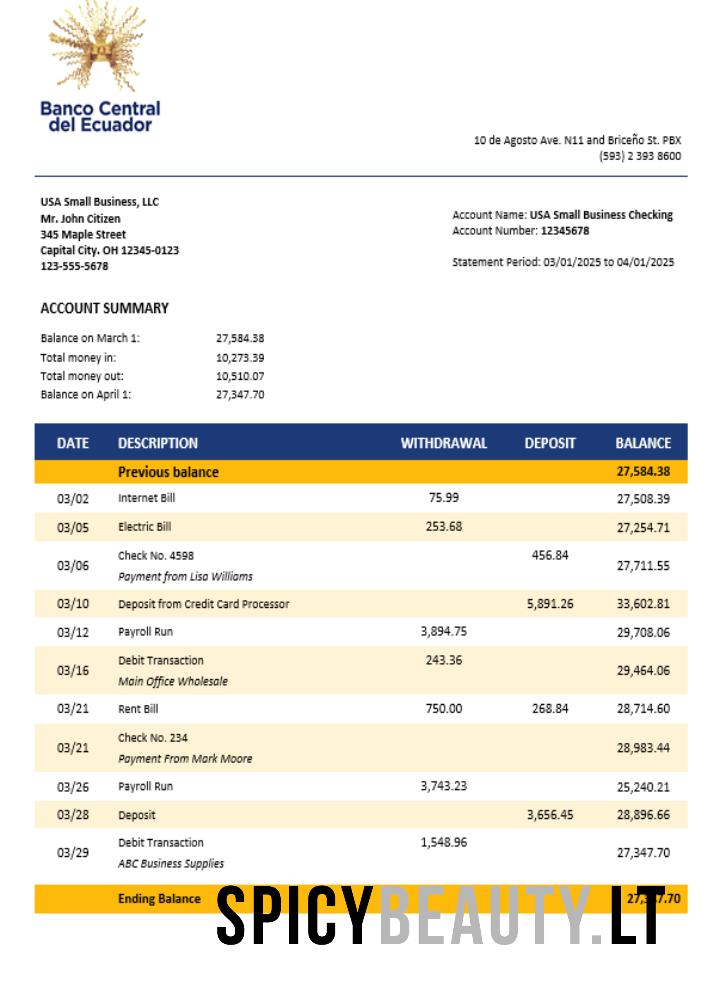 Banco Central
del Ecuador
10 de Agosto Ave. N11 and Briceño St. PBX
(593) 2 393 8600
USA Small Business, LLC
Mr. John Citizen
345 Maple Street
Capital City. OH 12345-0123
123-555-5678
Account Name: USA Small Business Checking
Account Number: 12345678
Statement Period: 03/01/2025 to 04/01/2025
ACCOUNT SUMMARY
Balance on March 1: 27,584.38
Total money in: 10,273.39
Total money out: 10,510.07
Balance on April 1: 27,347.70
DATE DESCRIPTION WITHDRAWAL DEPOSIT BALANCE
Previous balance 27,584.38
03/02 Internet Bill 75.99 27,508.39
03/05 Electric Bill 253.68 27,254.71
03/06 Check No. 4598 456.84 27,711.55
Payment from Lisa Williams
03/10 Deposit from Credit Card Processor 5,891.26 33,602.81
03/12 Payroll Run 3,894.75 29,708.06
03/16 Debit Transaction 243.36 29,464.06
Main Office Wholesale
03/21 Rent Bill 750.00 268.84 28,714.60
03/21 Check No. 234 28,983.44
Payment From Mark Moore
03/26 Payroll Run 3,743.23 25,240.21
03/28 Deposit 3,656.45 28,896.66
03/29 Debit Transaction 1,548.96 27,347.70
ABC Business Supplies
Ending Balance
SPICYBEAUTY.LT